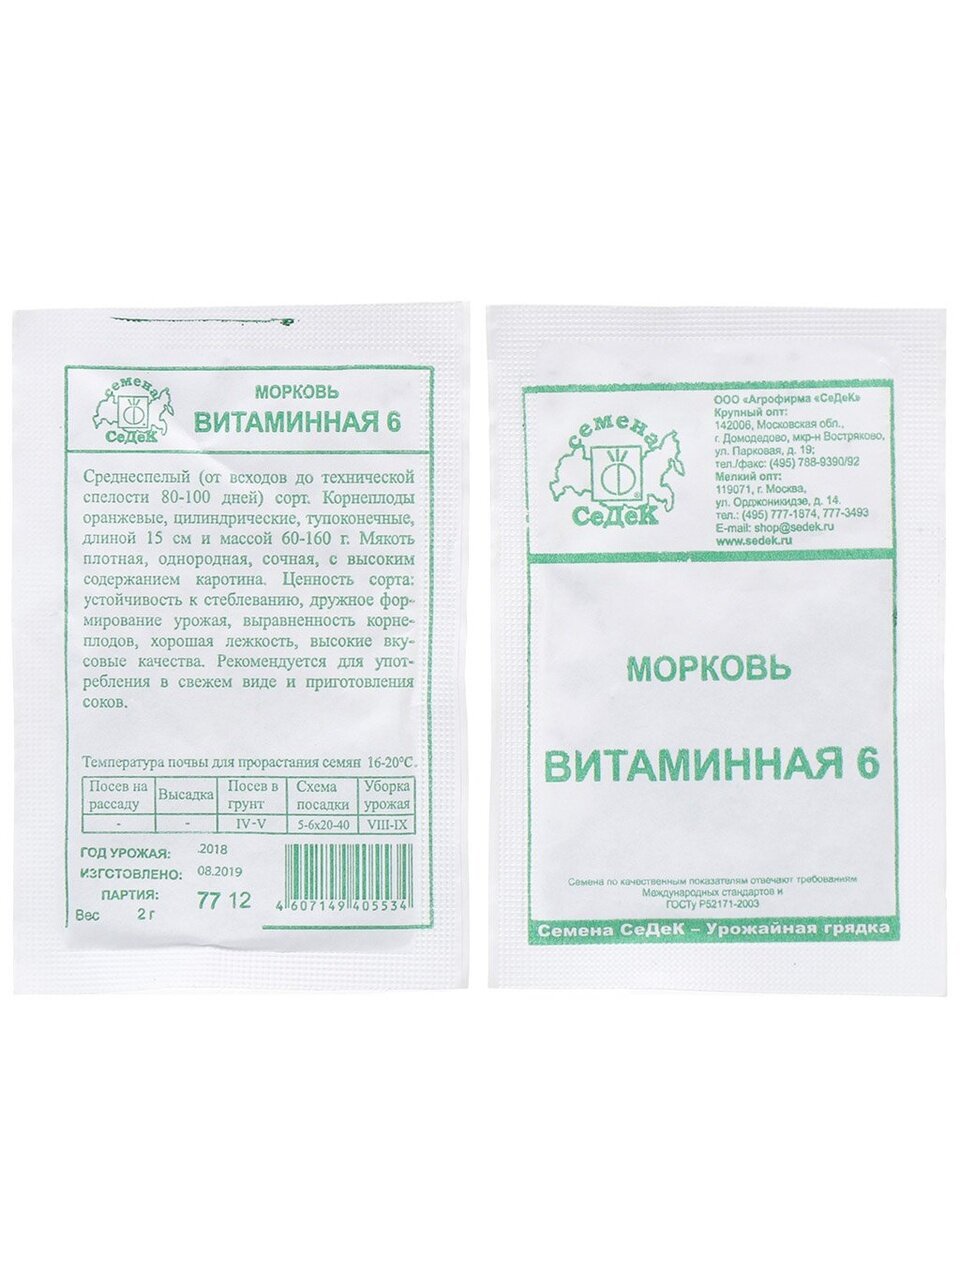 семена
СеДеК
МОРКОВЬ
ВИТАМИННАЯ 6
Среднеспелый (от всходов до технической
спелости 80-100 дней) сорт. Корнеплоды
оранжевые, цилиндрические, тупоконечные,
длиной 15 см и массой 60-160 г. Мякоть
плотная, однородная, сочная, с высоким
содержанием каротина. Ценность сорта:
устойчивость к стеблеванию, дружное фор-
мирование урожая, выравненность корне-
плодов, хорошая лежкость, высокие вку-
совые качества. Рекомендуется для упот-
ребления в свежем виде и приготовления
соков.
Температура почвы для прорастания семян 16-20°С.
Посев на рассаду Высадка Посев в грунт Схема посадки Уборка урожая
- - IV-V 5-6х20-40 VIII-IX
ГОД УРОЖАЯ: .2018
ИЗГСТОВЛЕНО: 08.2019
ПАРТИЯ: 77 12
Вес 2 г
4 607149 405534
семена
СеДеК
ООО «Агрофирма «СеДеК»
Крупный опт:
142006, Московская обл.,
г. Домодедово, мкр-н Востряково,
ул. Парковая, д. 19;
тел./факс: (495) 788-9390/92
Мелкий опт:
119071, г. Москва,
ул. Орджоникидзе, д. 14.
тел.: (495) 777-1874, 777-3493
E-mail: shop@sedek.ru
www.sedek.ru
МОРКОВЬ
ВИТАМИННАЯ 6
Семена по качественным показателям отвечают требованиям
Международных стандартов и
ГОСТу Р52171-2003
Семена СеДеК – Урожайная грядка